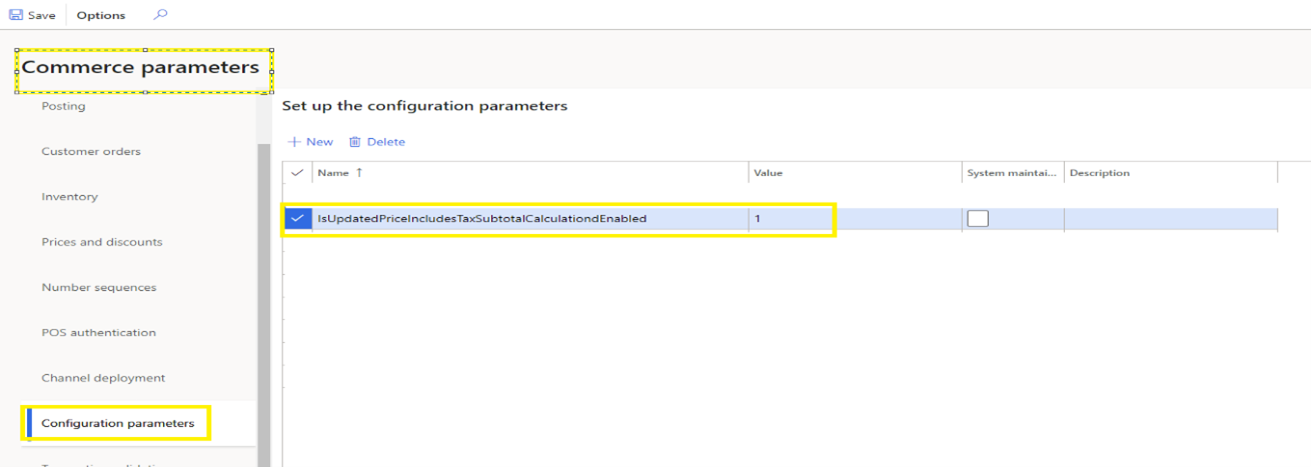 Save Options
Commerce parameters
Posting
Customer orders
Inventory
Prices and discounts
Number sequences
POS authentication
Channel deployment
Configuration parameters
Set up the configuration parameters
New Delete
Name ↑ Value System maintai... Description
IsUpdatedPriceIncludesTaxSubtotalCalculationdEnabled 1